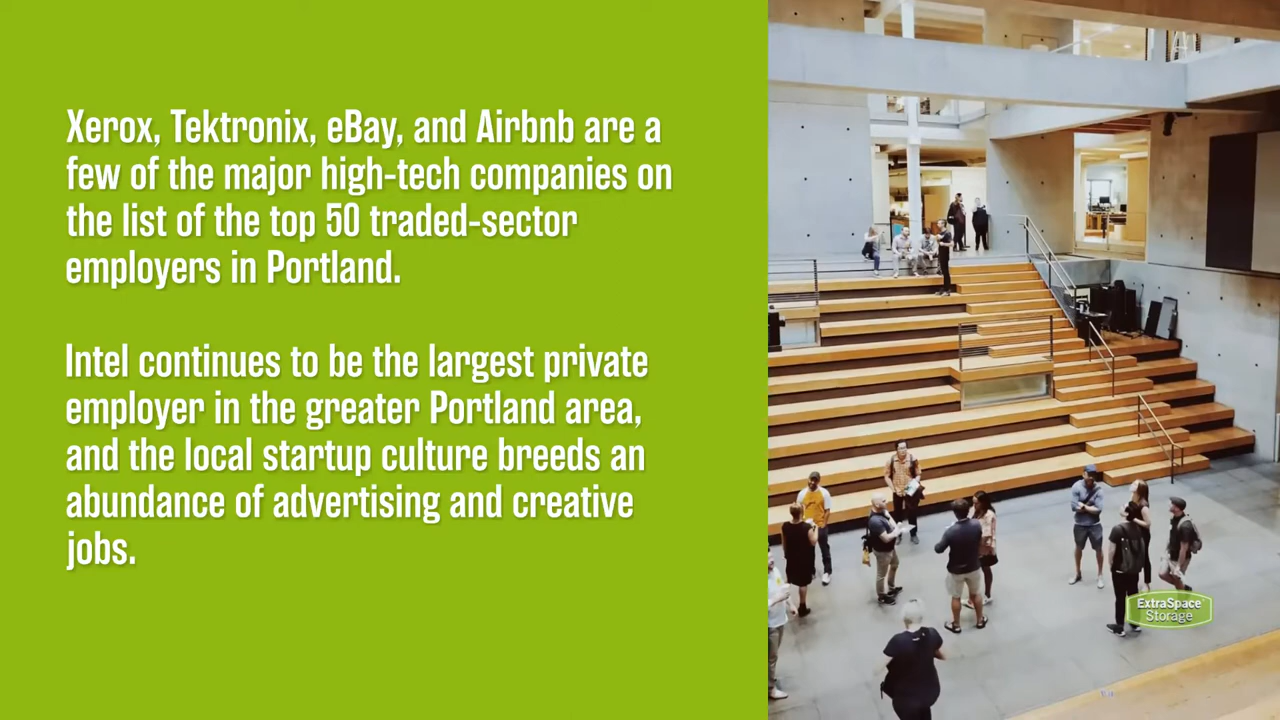 Xerox, Tektronix, eBay, and Airbnb are a
few of the major high-tech companies on
the list of the top 50 traded-sector
employers in Portland.
Intel continues to be the largest private
employer in the greater Portland area,
and the local startup culture breeds an
abundance of advertising and creative
jobs.
ExtraSpace
Storage